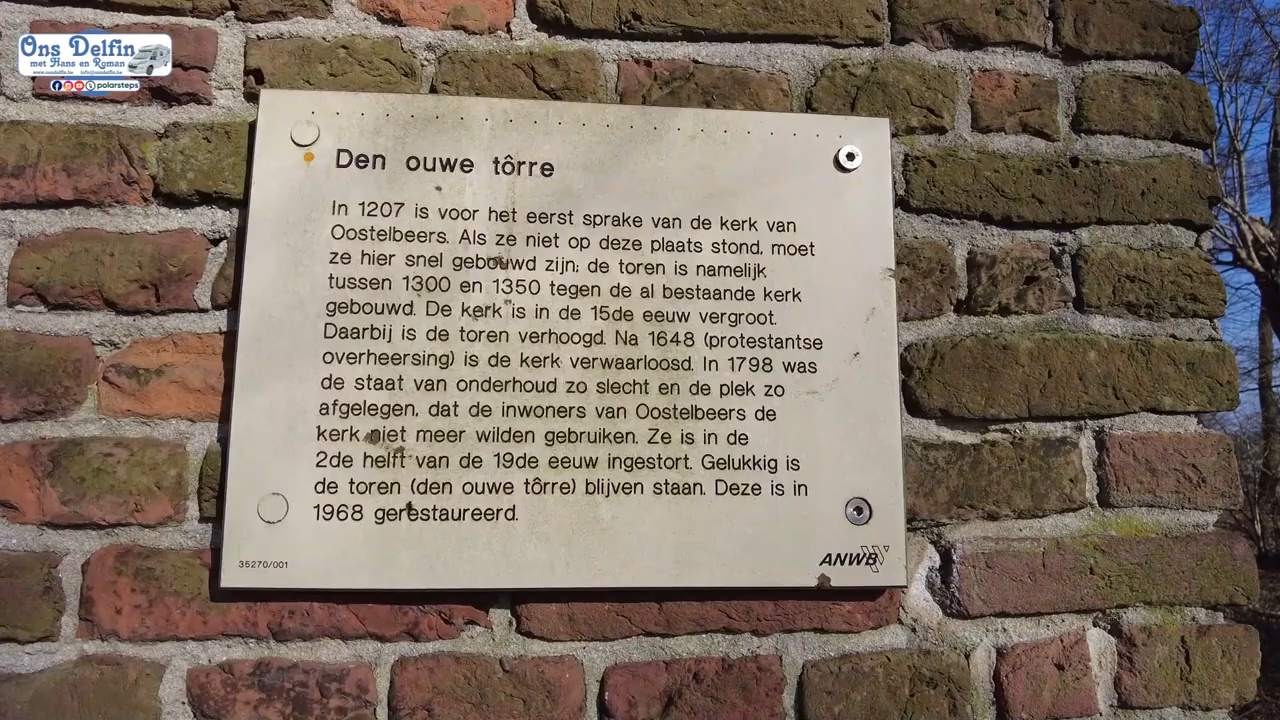 Ons Delfin
met Hans en Roman
www.onsdelfin.be info@onsdelfin.be
polarsteps
Den ouwe tôrre
In 1207 is voor het eerst sprake van de kerk van
Oostelbeers. Als ze niet op deze plaats stond, moet
ze hier snel gebouwd zijn; de toren is namelijk
tussen 1300 en 1350 tegen de al bestaande kerk
gebouwd. De kerk is in de 15de eeuw vergroot.
Daarbij is de toren verhoogd. Na 1648 (protestantse
overheersing) is de kerk verwaarloosd. In 1798 was
de staat van onderhoud zo slecht en de plek zo
afgelegen, dat de inwoners van Oostelbeers de
kerk niet meer wilden gebruiken. Ze is in de
2de helft van de 19de eeuw ingestort. Gelukkig is
de toren (den ouwe tôrre) blijven staan. Deze is in
1968 gerestaureerd.
35270/001
ANWB